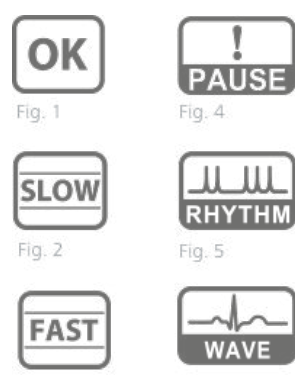 OK
Fig. 1
!
PAUSE
Fig. 4
SLOW
Fig. 2
RHYTHM
Fig. 5
FAST
WAVE